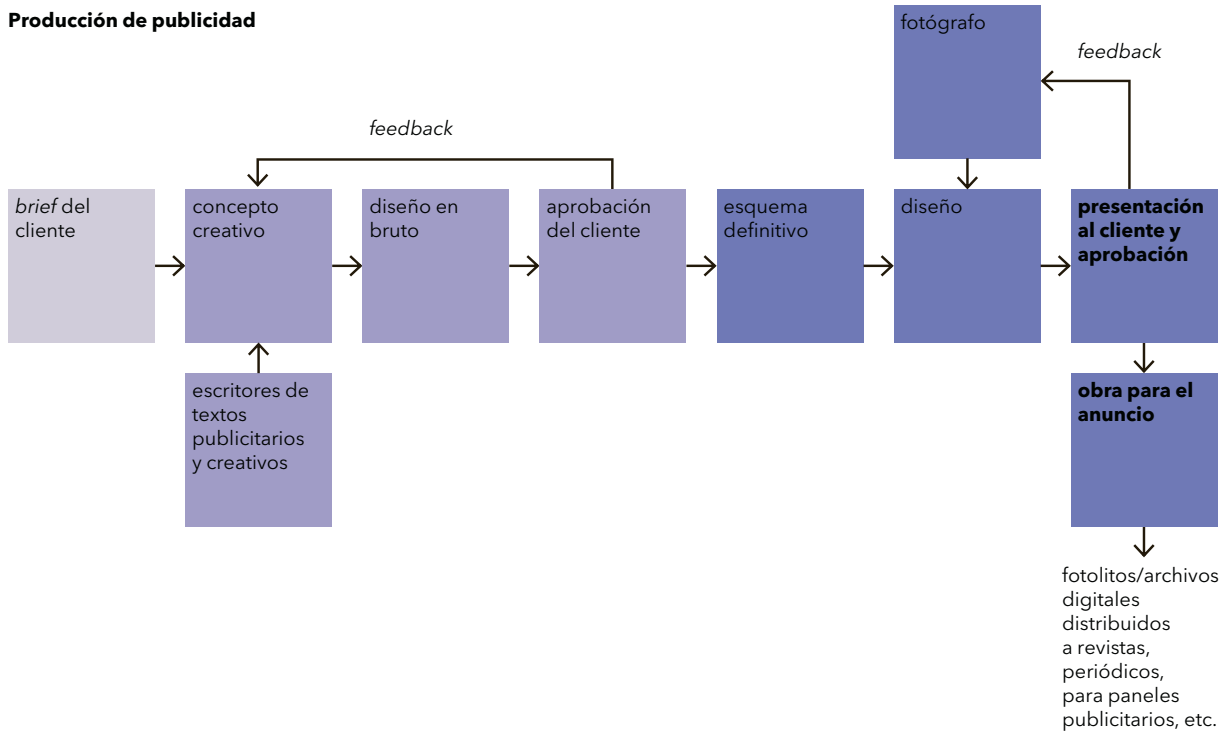 Producción de publicidad
fotógrafo
feedback
feedback
brief del
cliente
concepto
creativo
diseño en
bruto
aprobación
del cliente
esquema
definitivo
diseño
presentación
al cliente y
aprobación
escritores de
textos
publicitarios
y creativos
obra para el
anuncio
fotolitos/archivos
digitales
distribuidos
a revistas,
periódicos,
para paneles
publicitarios, etc.